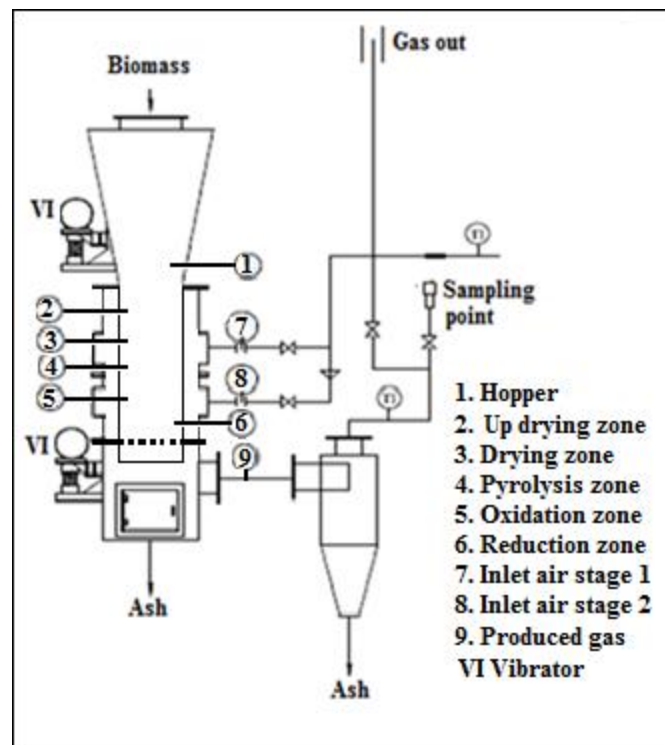 Gas out
Biomass
VI
1
T1
2
Sampling
point
3
7
4
5
8
T1
6
VI
9
1. Hopper
2. Up drying zone
3. Drying zone
4. Pyrolysis zone
5. Oxidation zone
6. Reduction zone
7. Inlet air stage 1
8. Inlet air stage 2
9. Produced gas
VI Vibrator
Ash
Ash